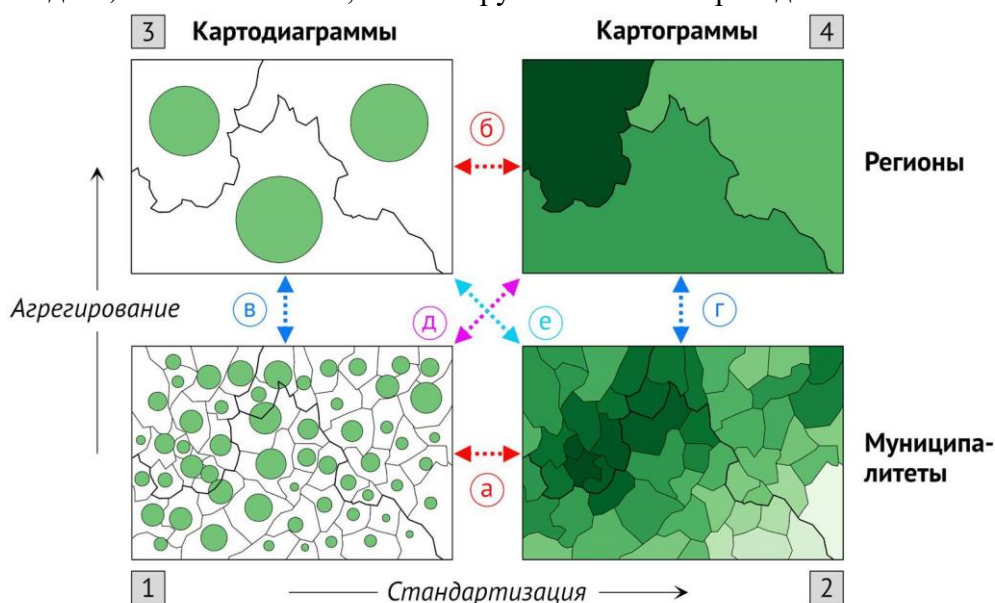 3 Картодиаграммы Картограммы 4
б
Регионы
Агрегирование
в д е г
Муниципа-
литеты
а
1 Стандартизация 2